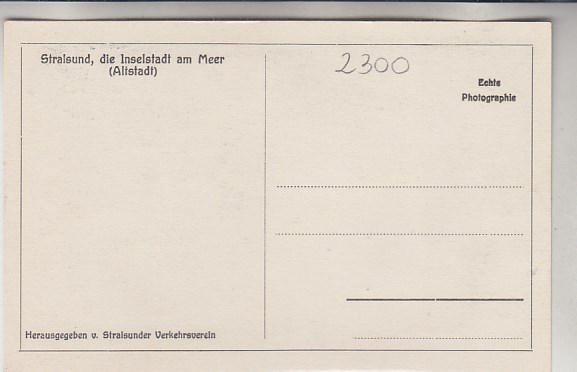 Stralsund, die Inselstadt am Meer
(Altstadt)
2300
Echte
Photographie
Herausgegeben v. Stralsunder Verkehrsverein